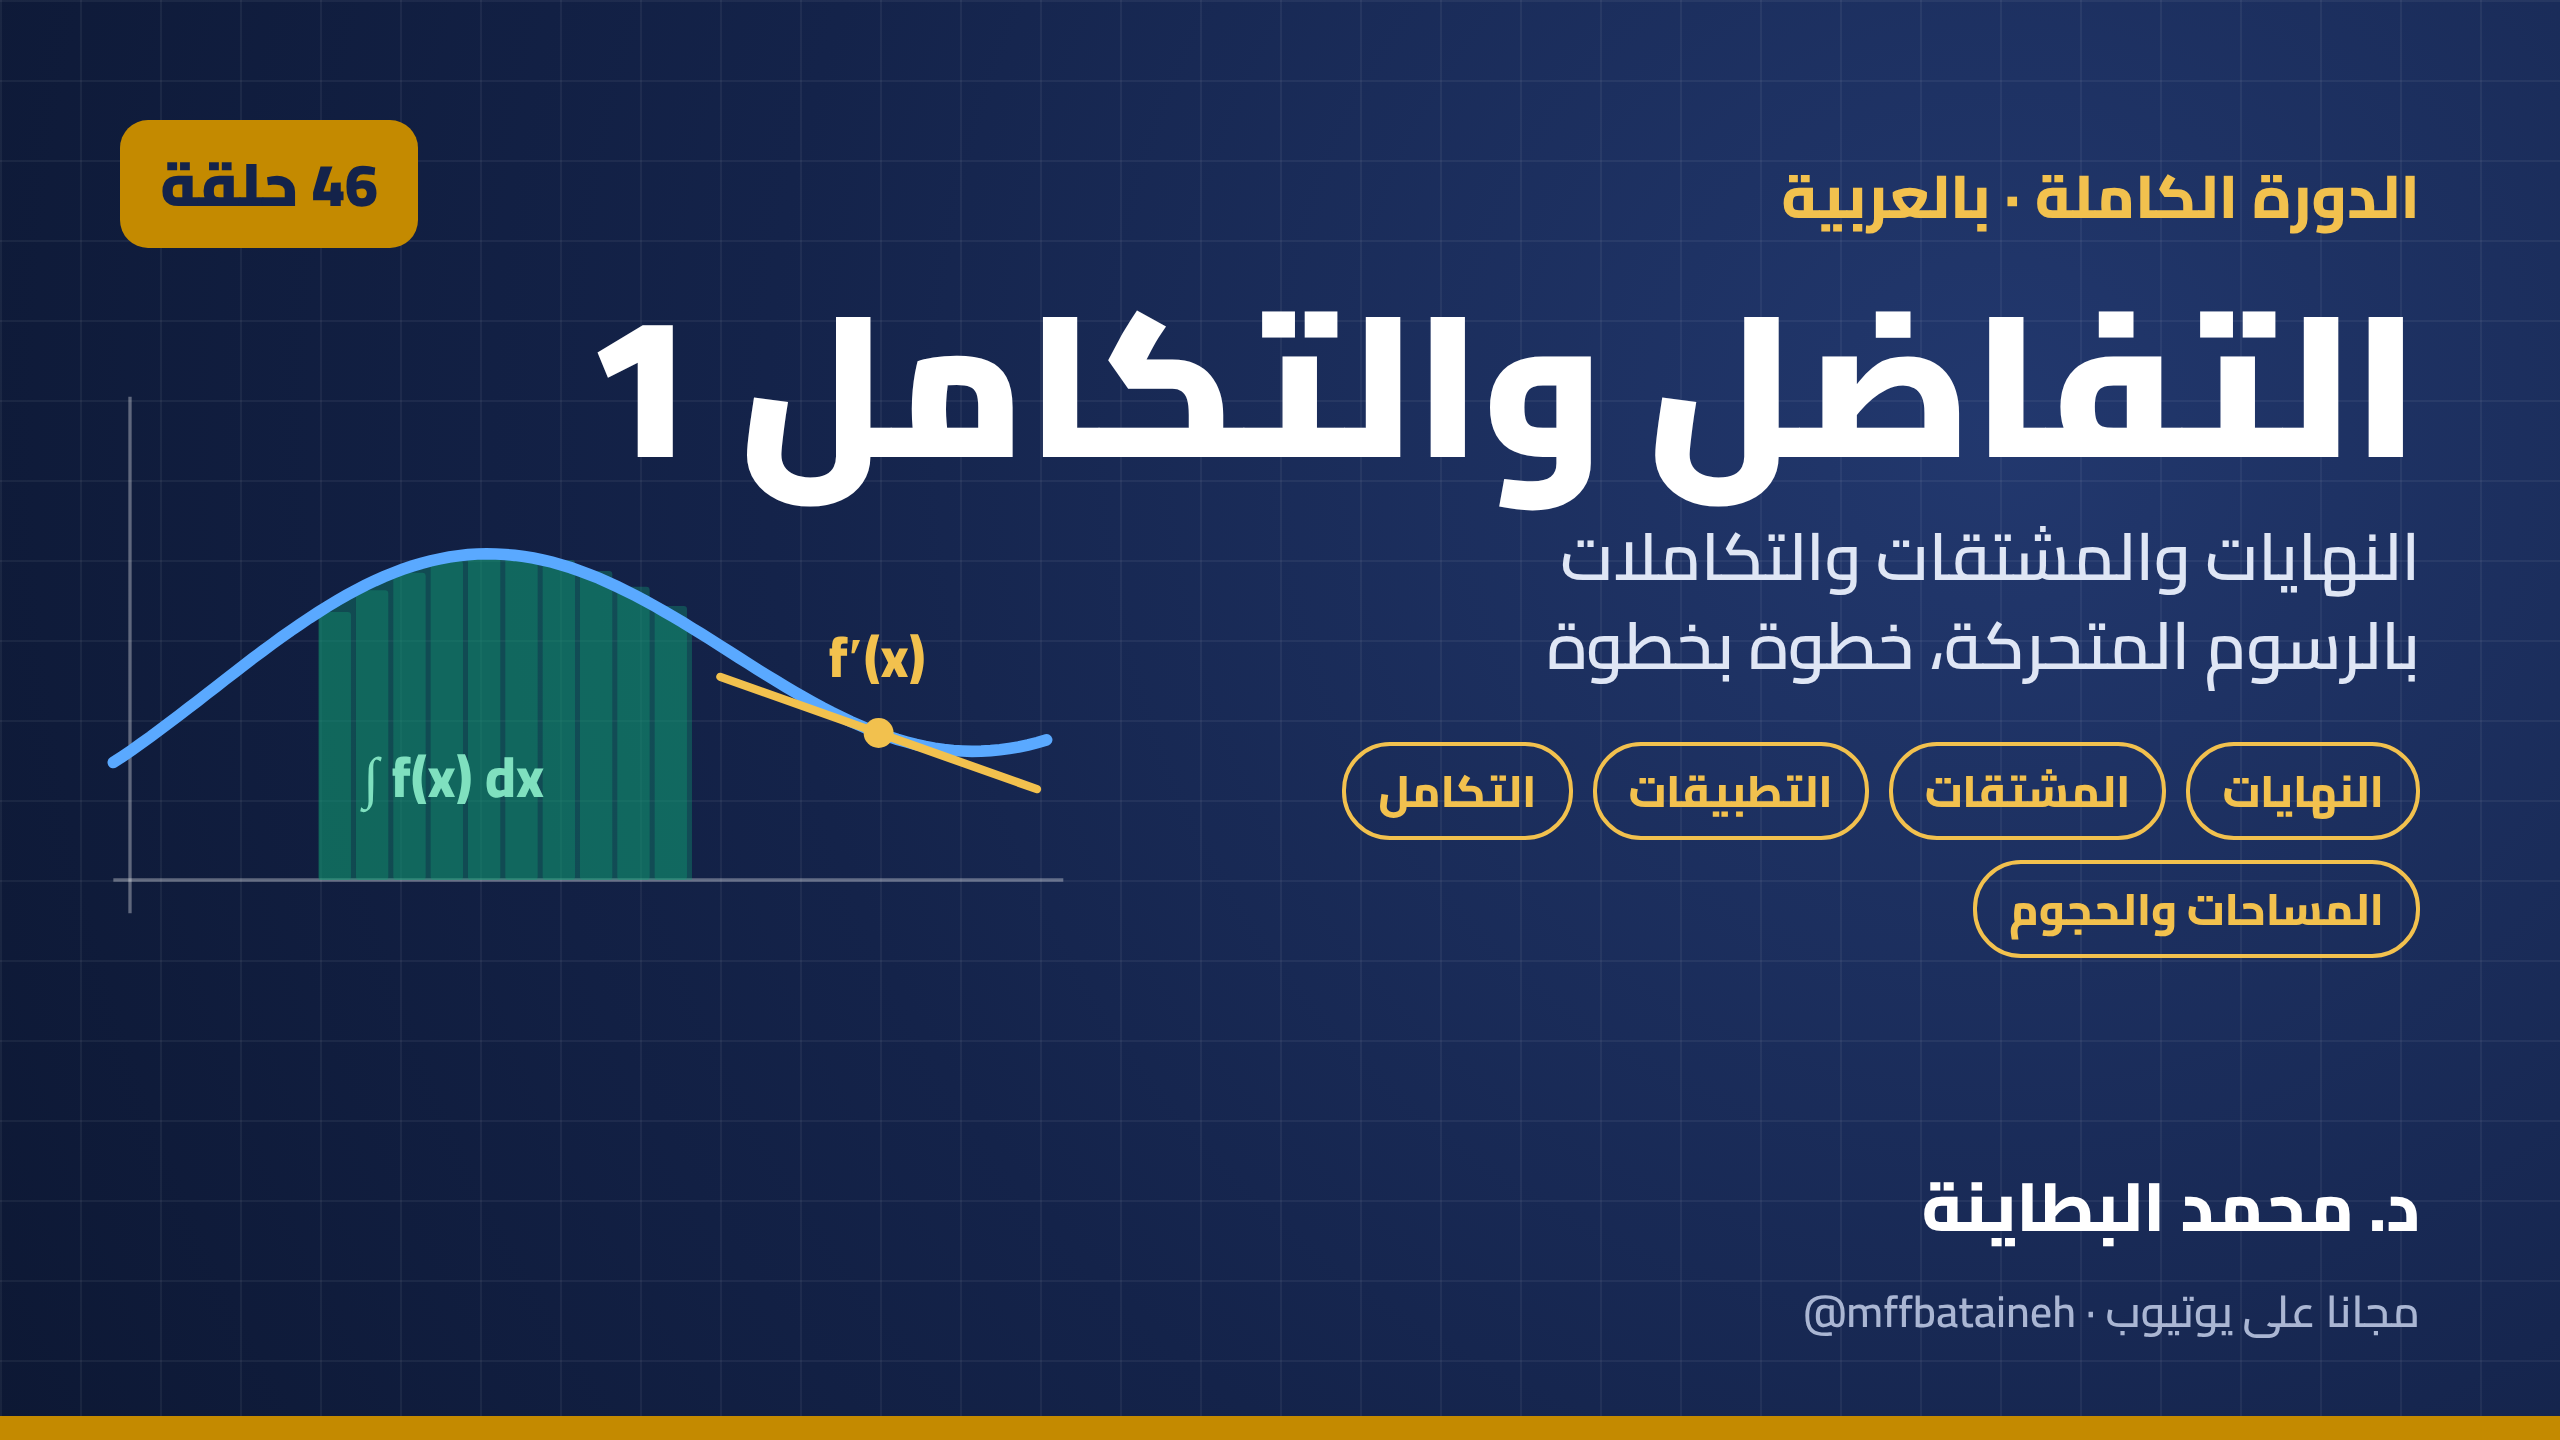 الدورة الكاملة · بالعربية
46 حلقة
التفاضل والتكامل 1
النهايات والمشتقات والتكاملات
بالرسوم المتحركة، خطوة بخطوة
النهايات
المشتقات
التطبيقات
التكامل
المساحات والحجوم
f′(x)
∫ f(x) dx
د. محمد البطاينة
مجانا على يوتيوب · @mffbataineh